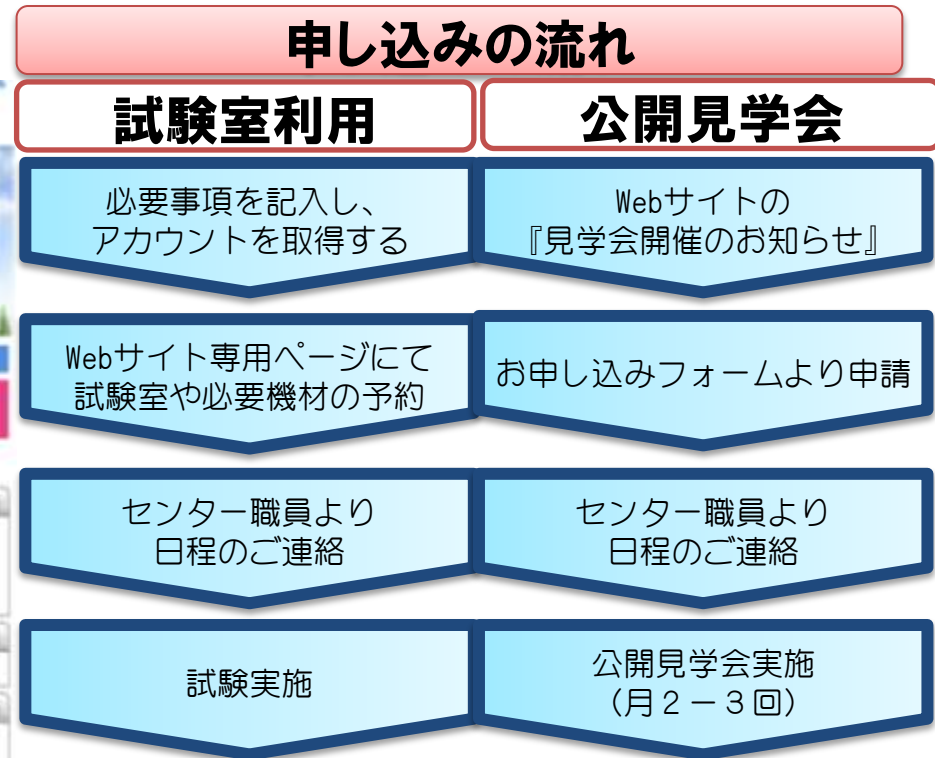 申し込みの流れ
試験室利用
必要事項を記入し、
アカウントを取得する
Webサイト専用ページにて
試験室や必要機材の予約
センター職員より
日程のご連絡
試験実施
公開見学会
Webサイトの
『見学会開催のお知らせ』
お申し込みフォームより申請
センター職員より
日程のご連絡
公開見学会実施
（月２－３回）